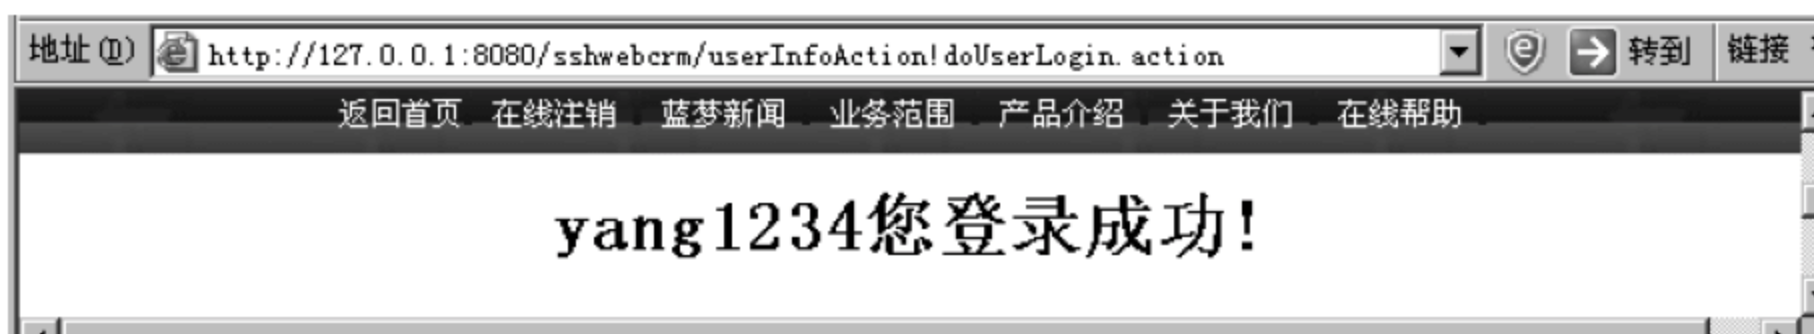 地址(D) http://127.0.0.1:8080/sshwebcrm/userInfoAction!doUserLogin.action 转到 链接
返回首页 在线注销 蓝梦新闻 业务范围 产品介绍 关于我们 在线帮助
yang1234您登录成功!